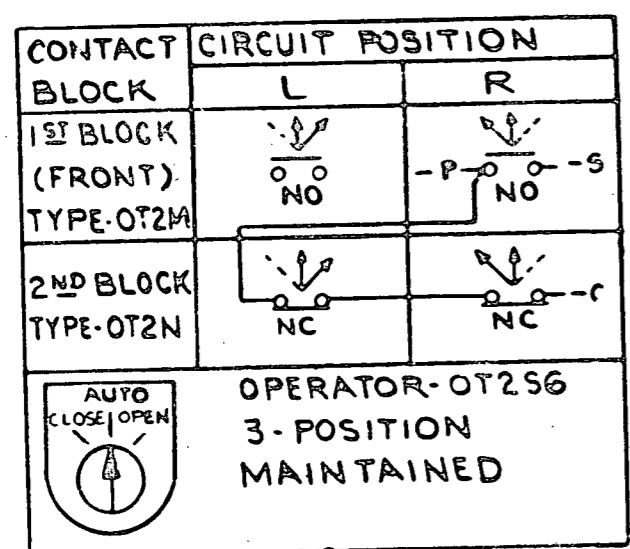 CONTACT BLOCK
CIRCUIT POSITION
L
R
1ST BLOCK
(FRONT)
TYPE-OT2M
NO
-P
-S
NO
2ND BLOCK
TYPE-OT2N
NC
NC
AUTO
CLOSE OPEN
OPERATOR-OT2S6
3-POSITION
MAINTAINED